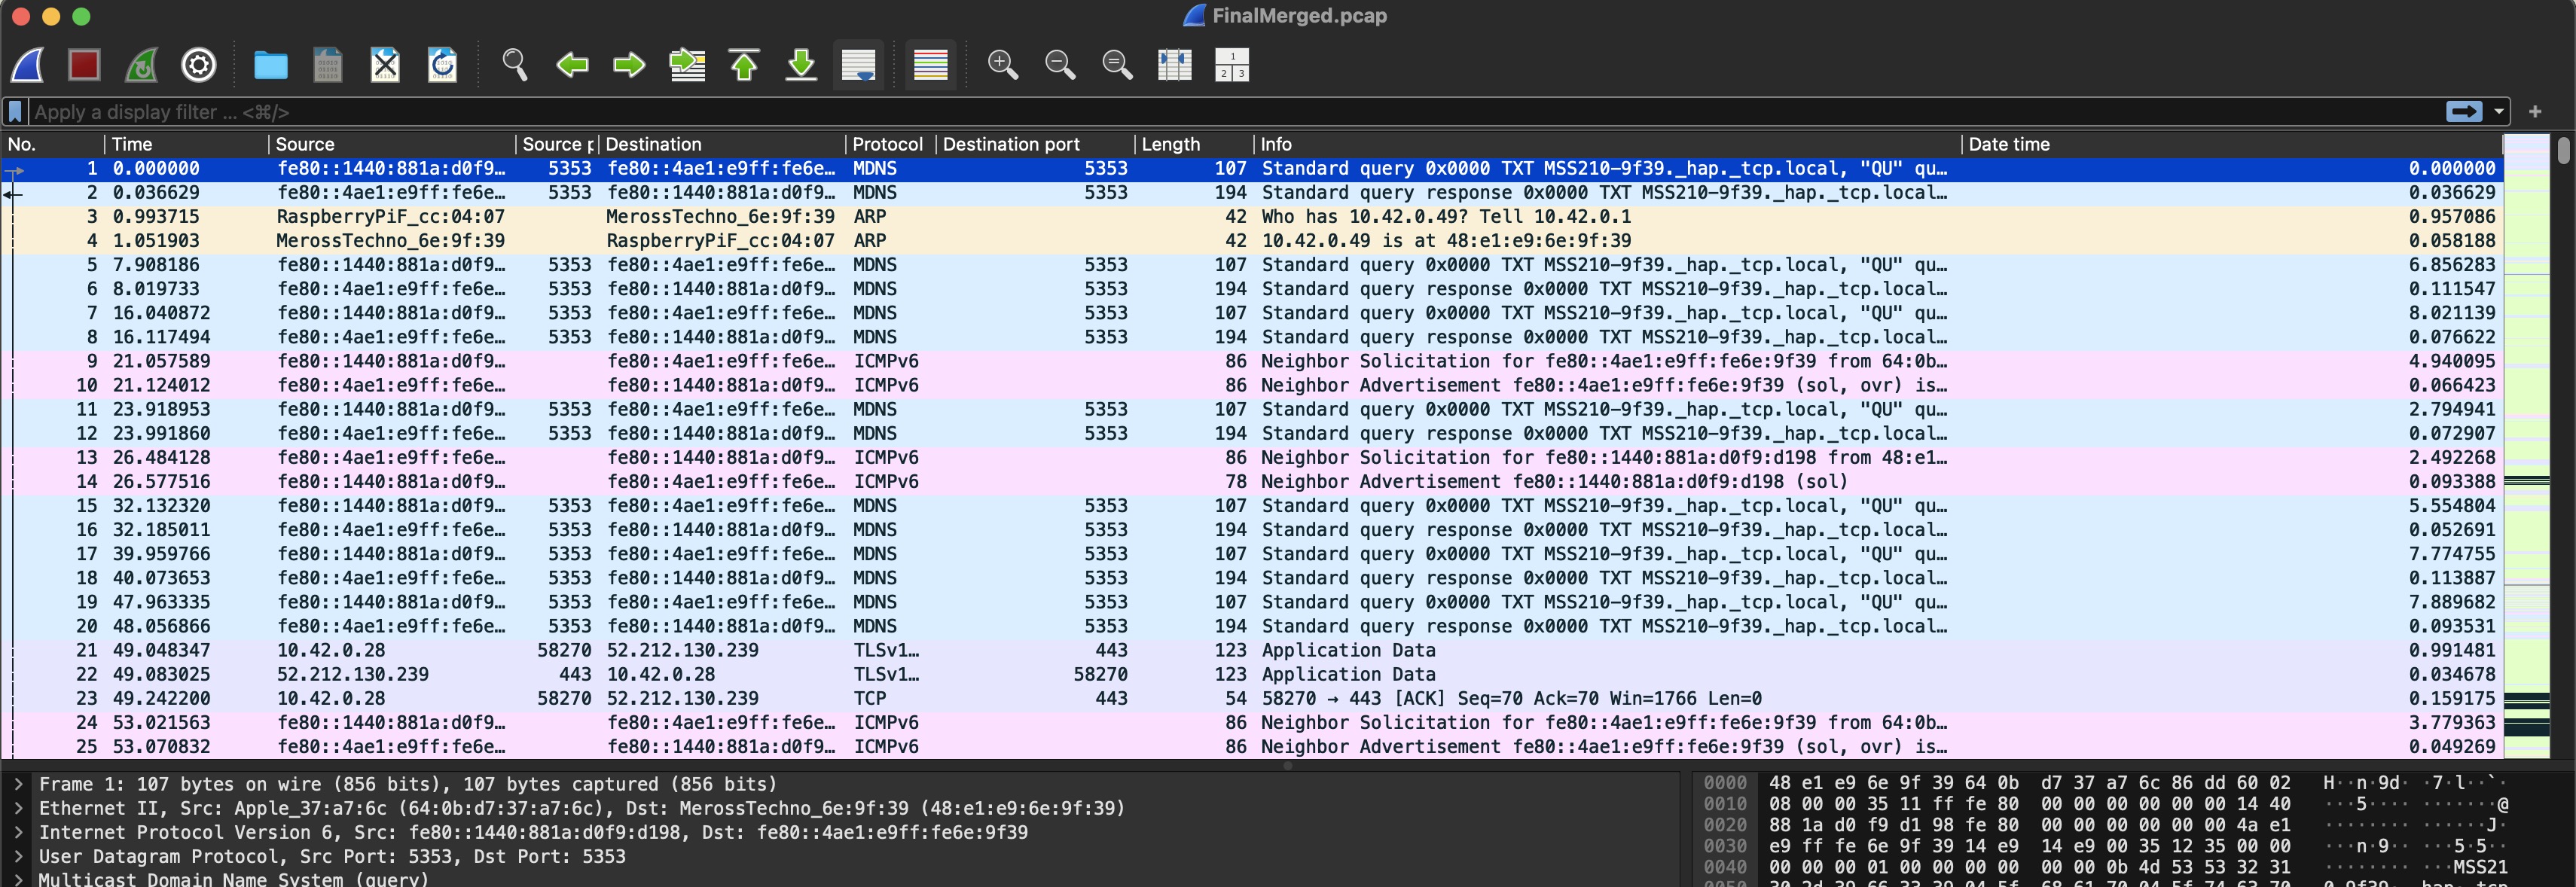 FinalMerged.pcap
1
2 3
Apply a display filter ... <⌘/>
No. Time Source Source p Destination Protocol Destination port Length Info Date time
1 0.000000 fe80::1440:881a:d0f9… 5353 fe80::4ae1:e9ff:fe6e… MDNS 5353 107 Standard query 0x0000 TXT MSS210-9f39._hap._tcp.local, "QU" qu… 0.000000
2 0.036629 fe80::4ae1:e9ff:fe6e… 5353 fe80::1440:881a:d0f9… MDNS 5353 194 Standard query response 0x0000 TXT MSS210-9f39._hap._tcp.local… 0.036629
3 0.993715 RaspberryPiF_cc:04:07 MerossTechno_6e:9f:39 ARP 42 Who has 10.42.0.49? Tell 10.42.0.1 0.957086
4 1.051903 MerossTechno_6e:9f:39 RaspberryPiF_cc:04:07 ARP 42 10.42.0.49 is at 48:e1:e9:6e:9f:39 0.058188
5 7.908186 fe80::1440:881a:d0f9… 5353 fe80::4ae1:e9ff:fe6e… MDNS 5353 107 Standard query 0x0000 TXT MSS210-9f39._hap._tcp.local, "QU" qu… 6.856283
6 8.019733 fe80::4ae1:e9ff:fe6e… 5353 fe80::1440:881a:d0f9… MDNS 5353 194 Standard query response 0x0000 TXT MSS210-9f39._hap._tcp.local… 0.111547
7 16.040872 fe80::1440:881a:d0f9… 5353 fe80::4ae1:e9ff:fe6e… MDNS 5353 107 Standard query 0x0000 TXT MSS210-9f39._hap._tcp.local, "QU" qu… 8.021139
8 16.117494 fe80::4ae1:e9ff:fe6e… 5353 fe80::1440:881a:d0f9… MDNS 5353 194 Standard query response 0x0000 TXT MSS210-9f39._hap._tcp.local… 0.076622
9 21.057589 fe80::1440:881a:d0f9… fe80::4ae1:e9ff:fe6e… ICMPv6 86 Neighbor Solicitation for fe80::4ae1:e9ff:fe6e:9f39 from 64:0b… 4.940095
10 21.124012 fe80::4ae1:e9ff:fe6e… fe80::1440:881a:d0f9… ICMPv6 86 Neighbor Advertisement fe80::4ae1:e9ff:fe6e:9f39 (sol, ovr) is… 0.066423
11 23.918953 fe80::1440:881a:d0f9… 5353 fe80::4ae1:e9ff:fe6e… MDNS 5353 107 Standard query 0x0000 TXT MSS210-9f39._hap._tcp.local, "QU" qu… 2.794941
12 23.991860 fe80::4ae1:e9ff:fe6e… 5353 fe80::1440:881a:d0f9… MDNS 5353 194 Standard query response 0x0000 TXT MSS210-9f39._hap._tcp.local… 0.072907
13 26.484128 fe80::4ae1:e9ff:fe6e… fe80::1440:881a:d0f9… ICMPv6 86 Neighbor Solicitation for fe80::1440:881a:d0f9:d198 from 48:e1… 2.492268
14 26.577516 fe80::1440:881a:d0f9… fe80::4ae1:e9ff:fe6e… ICMPv6 78 Neighbor Advertisement fe80::1440:881a:d0f9:d198 (sol) 0.093388
15 32.132320 fe80::1440:881a:d0f9… 5353 fe80::4ae1:e9ff:fe6e… MDNS 5353 107 Standard query 0x0000 TXT MSS210-9f39._hap._tcp.local, "QU" qu… 5.554804
16 32.185011 fe80::4ae1:e9ff:fe6e… 5353 fe80::1440:881a:d0f9… MDNS 5353 194 Standard query response 0x0000 TXT MSS210-9f39._hap._tcp.local… 0.052691
17 39.959766 fe80::1440:881a:d0f9… 5353 fe80::4ae1:e9ff:fe6e… MDNS 5353 107 Standard query 0x0000 TXT MSS210-9f39._hap._tcp.local, "QU" qu… 7.774755
18 40.073653 fe80::4ae1:e9ff:fe6e… 5353 fe80::1440:881a:d0f9… MDNS 5353 194 Standard query response 0x0000 TXT MSS210-9f39._hap._tcp.local… 0.113887
19 47.963335 fe80::1440:881a:d0f9… 5353 fe80::4ae1:e9ff:fe6e… MDNS 5353 107 Standard query 0x0000 TXT MSS210-9f39._hap._tcp.local, "QU" qu… 7.889682
20 48.056866 fe80::4ae1:e9ff:fe6e… 5353 fe80::1440:881a:d0f9… MDNS 5353 194 Standard query response 0x0000 TXT MSS210-9f39._hap._tcp.local… 0.093531
21 49.048347 10.42.0.28 58270 52.212.130.239 TLSv1… 443 123 Application Data 0.991481
22 49.083025 52.212.130.239 443 10.42.0.28 TLSv1… 58270 123 Application Data 0.034678
23 49.242200 10.42.0.28 58270 52.212.130.239 TCP 443 54 58270 → 443 [ACK] Seq=70 Ack=70 Win=1766 Len=0 0.159175
24 53.021563 fe80::1440:881a:d0f9… fe80::4ae1:e9ff:fe6e… ICMPv6 86 Neighbor Solicitation for fe80::4ae1:e9ff:fe6e:9f39 from 64:0b… 3.779363
25 53.070832 fe80::4ae1:e9ff:fe6e… fe80::1440:881a:d0f9… ICMPv6 86 Neighbor Advertisement fe80::4ae1:e9ff:fe6e:9f39 (sol, ovr) is… 0.049269
Frame 1: 107 bytes on wire (856 bits), 107 bytes captured (856 bits)
Ethernet II, Src: Apple_37:a7:6c (64:0b:d7:37:a7:6c), Dst: MerossTechno_6e:9f:39 (48:e1:e9:6e:9f:39)
Internet Protocol Version 6, Src: fe80::1440:881a:d0f9:d198, Dst: fe80::4ae1:e9ff:fe6e:9f39
User Datagram Protocol, Src Port: 5353, Dst Port: 5353
Multicast Domain Name System (query)
0000 48 e1 e9 6e 9f 39 64 0b d7 37 a7 6c 86 dd 60 02 H··n·9d· ·7·l··`·
0010 08 00 00 35 11 ff fe 80 00 00 00 00 00 00 14 40 ···5···· ·······@
0020 88 1a d0 f9 d1 98 fe 80 00 00 00 00 00 00 4a e1 ········ ······J·
0030 e9 ff fe 6e 9f 39 14 e9 14 e9 00 35 12 35 00 00 ···n·9·· ···5·5··
0040 00 00 00 01 00 00 00 00 00 00 0b 4d 53 53 32 31 ········ ···MSS21